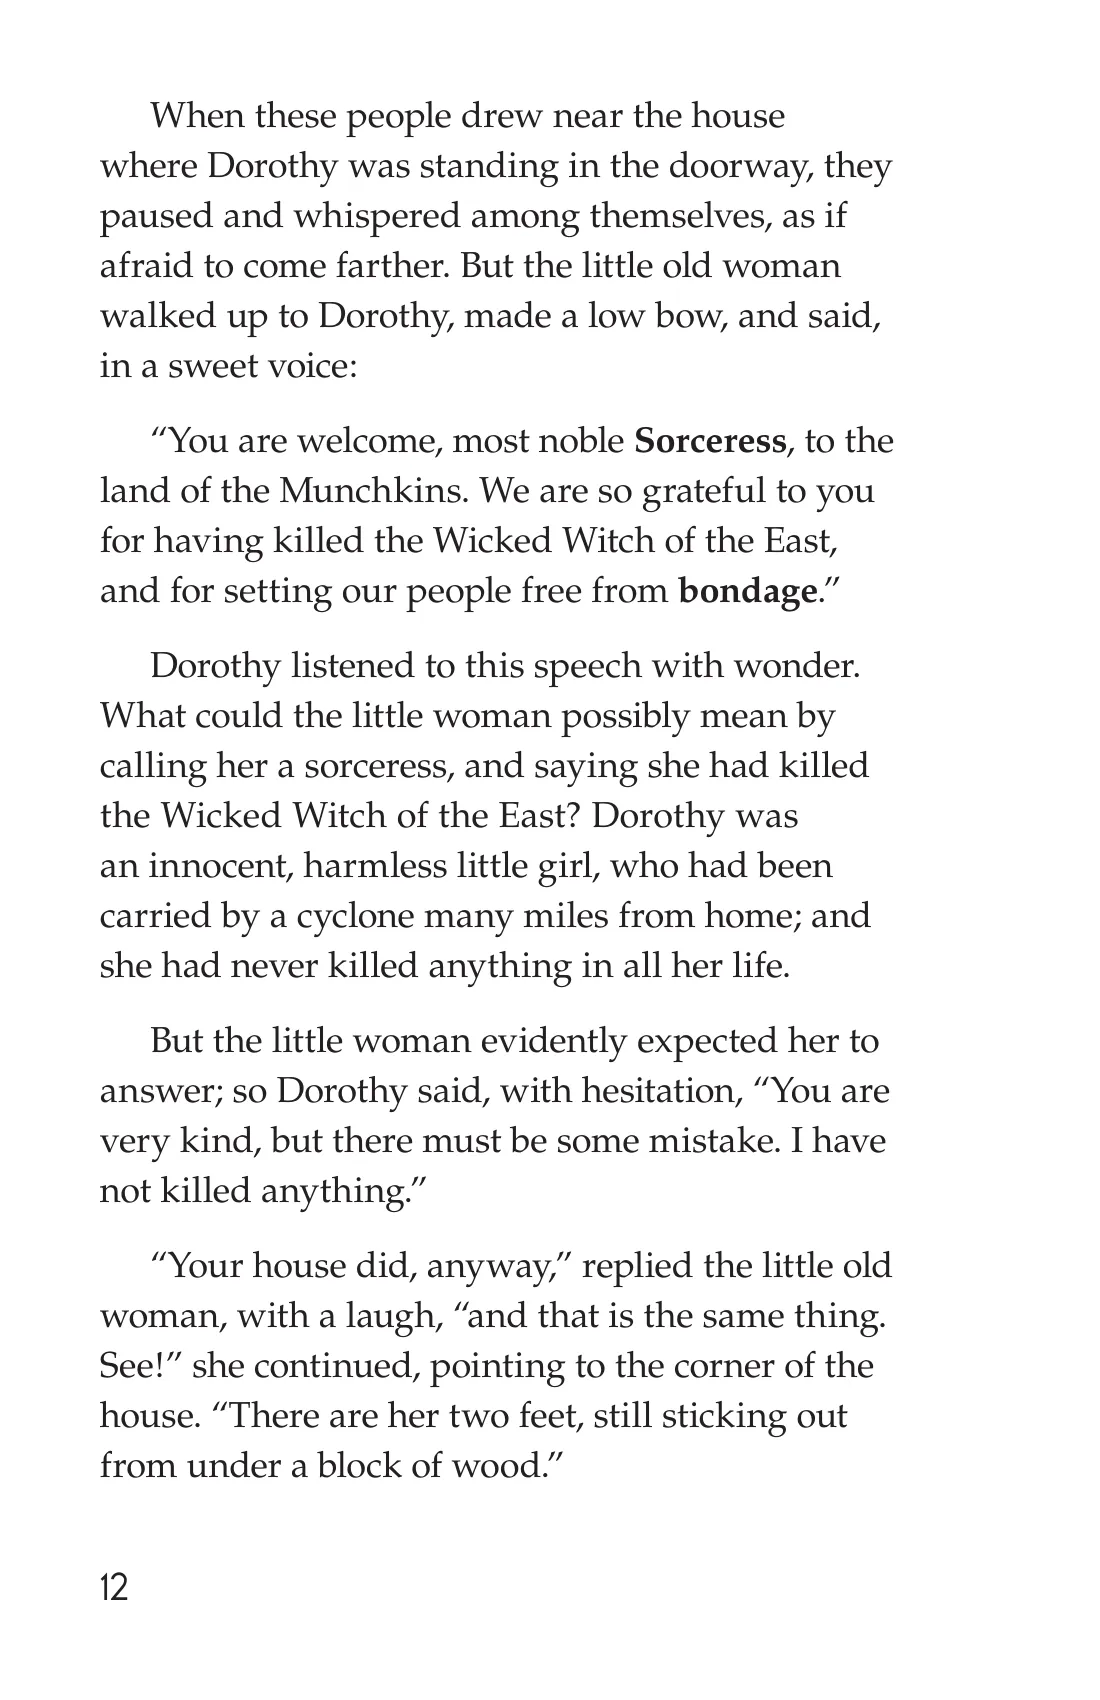 When these people drew near the house
where Dorothy was standing in the doorway, they
paused and whispered among themselves, as if
afraid to come farther. But the little old woman
walked up to Dorothy, made a low bow, and said,
in a sweet voice:
“You are welcome, most noble Sorceress, to the
land of the Munchkins. We are so grateful to you
for having killed the Wicked Witch of the East,
and for setting our people free from bondage.”
Dorothy listened to this speech with wonder.
What could the little woman possibly mean by
calling her a sorceress, and saying she had killed
the Wicked Witch of the East? Dorothy was
an innocent, harmless little girl, who had been
carried by a cyclone many miles from home; and
she had never killed anything in all her life.
But the little woman evidently expected her to
answer; so Dorothy said, with hesitation, “You are
very kind, but there must be some mistake. I have
not killed anything.”
“Your house did, anyway,” replied the little old
woman, with a laugh, “and that is the same thing.
See!” she continued, pointing to the corner of the
house. “There are her two feet, still sticking out
from under a block of wood.”
12